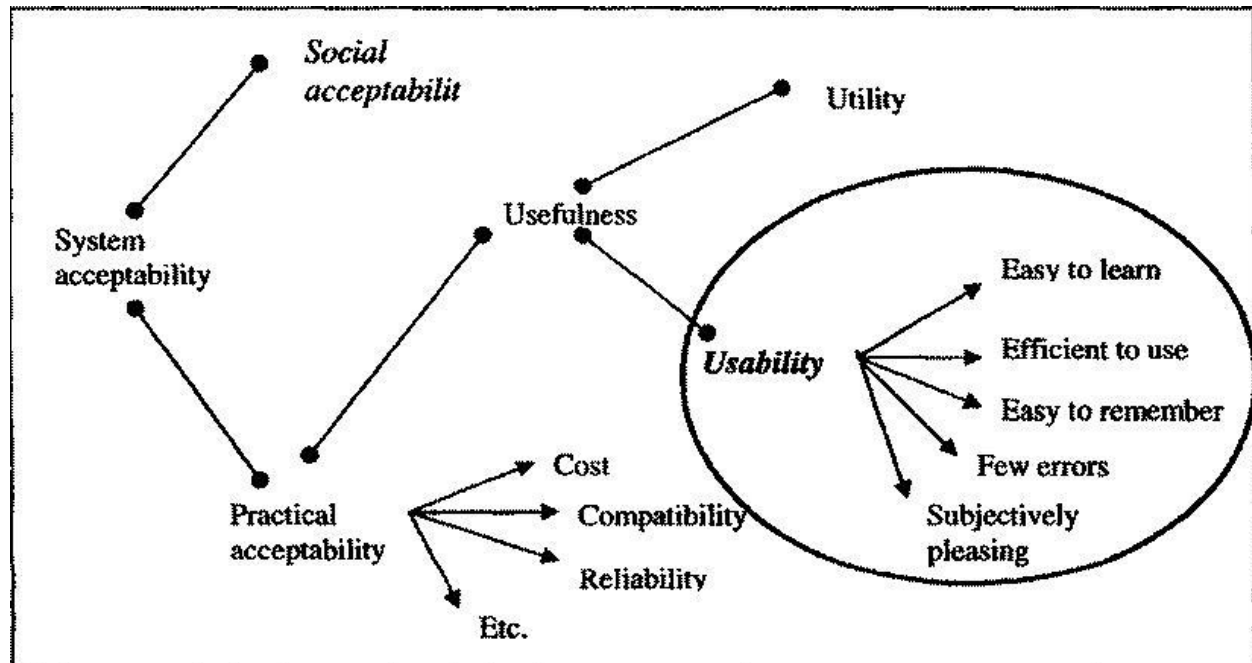 Social
acceptabilit
Utility
Usefulness
System
acceptability
Easy to learn
Usability
Efficient to use
Easy to remember
Cost
Few errors
Practical
acceptability
Compatibility
Subjectively
pleasing
Reliability
Etc.